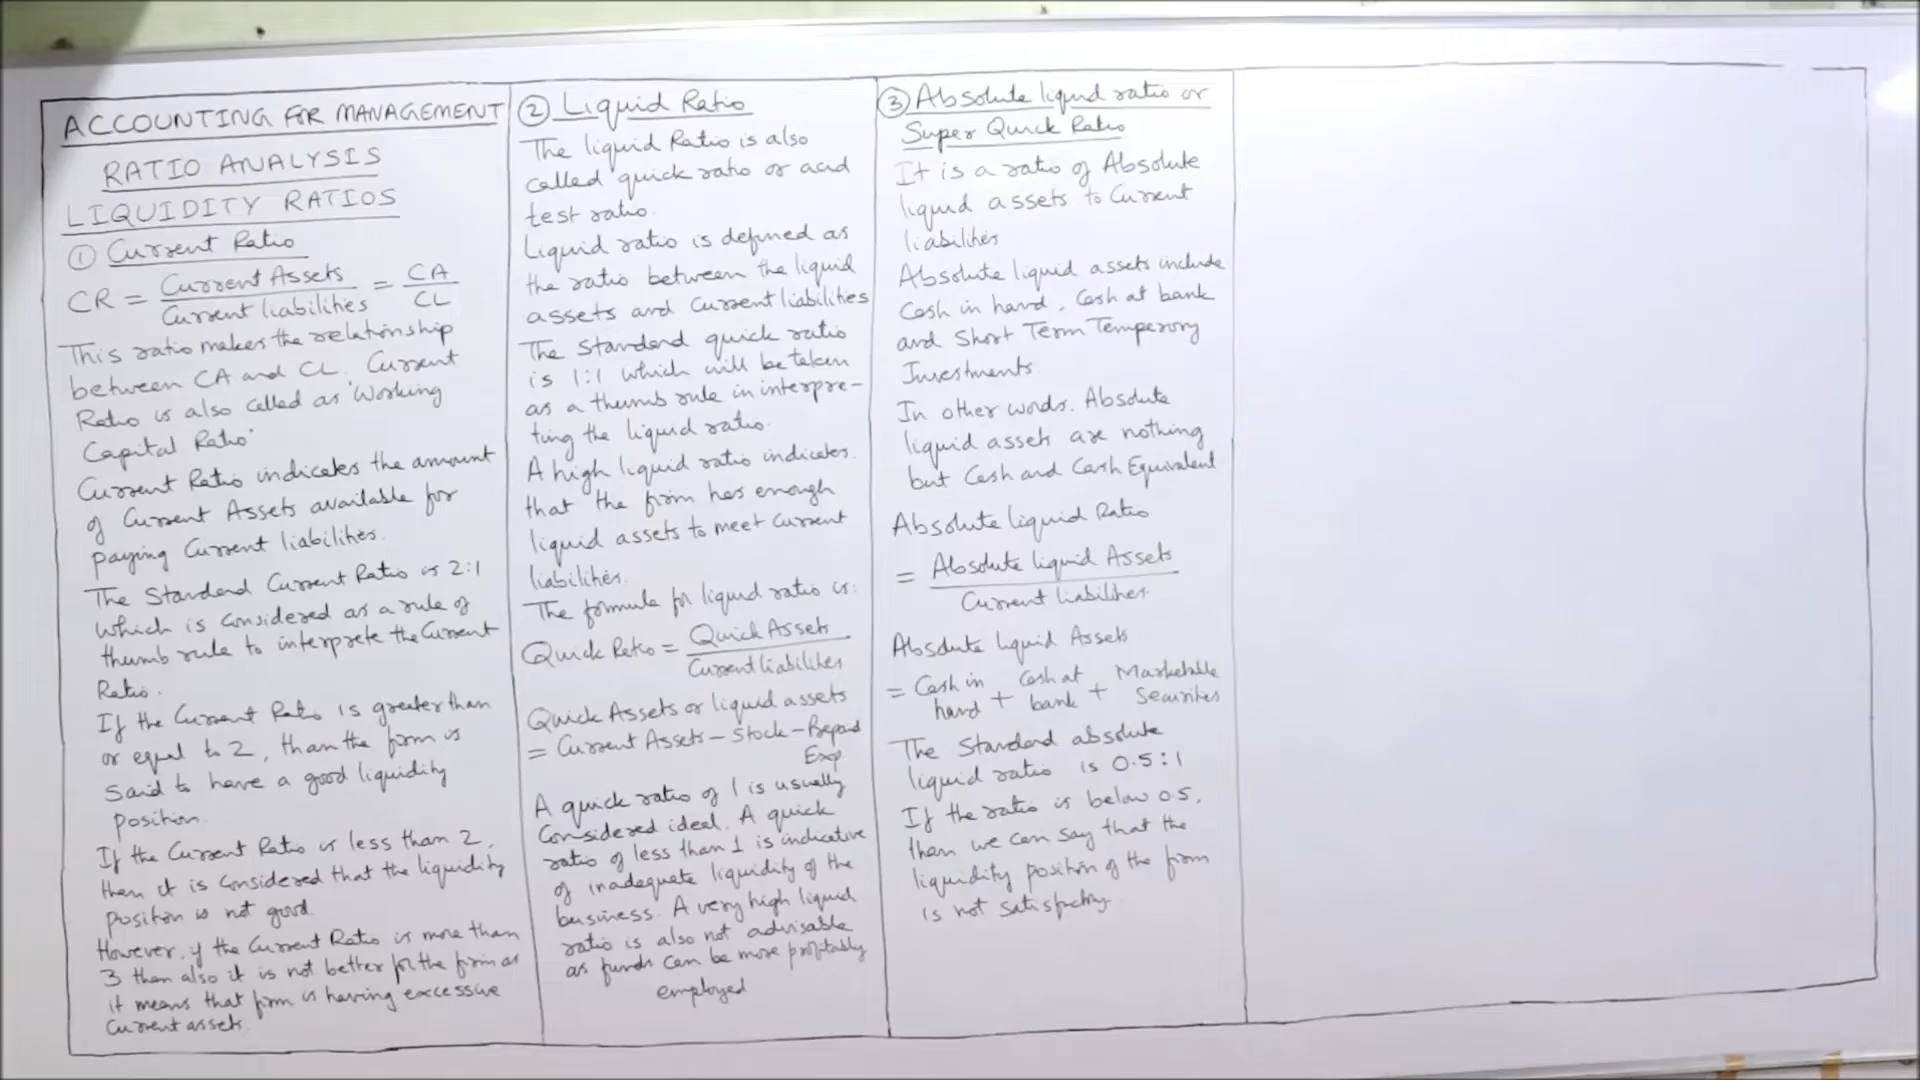 ACCOUNTING FOR MANAGEMENT
RATIO ANALYSIS
LIQUIDITY RATIOS
① Current Ratio
CR = Current Assets / Current liabilities = CA / CL
This ratio makes the relationship
between CA and CL. Current
Ratio is also called as 'Working
Capital Ratio'
Current Ratio indicates the amount
of Current Assets available for
paying Current liabilities.
The Standard Current Ratio is 2:1
which is considered as a rule of
thumb rule to interprete the Current
Ratio.
If the Current Ratio is greater than
or equal to 2, than the firm is
said to have a good liquidity
position.
If the Current Ratio is less than 2,
then it is considered that the liquidity
Position is not good.
However, if the Current Ratio is more than
3 then also it is not better for the firm as
it means that firm is having excessive
Current assets.
② Liquid Ratio
The liquid Ratio is also
called 'quick ratio or acid
test ratio.
Liquid ratio is defined as
the ratio between the liquid
assets and Current liabilities
The Standard quick ratio
is 1:1 which will be taken
as a thumb rule in interpre-
ting the liquid ratio.
A high liquid ratio indicates.
that the firm has enough
liquid assets to meet Current
liabilities.
The formula for liquid ratio is:
Quick Ratio = Quick Assets / Current liabilities
Quick Assets or liquid assets
= Current Assets - Stock - Prepaid
Exp
A quick ratio of 1 is usually
Considered ideal. A quick
ratio of less than 1 is indicative
of inadequate liquidity of the
business. A very high liquid
ratio is also not advisable
as funds can be more profitably
employed
③ Absolute liquid ratio or
Super Quick Ratio
It is a ratio of Absolute
liquid assets to Current
liabilities
Absolute liquid assets include
Cash in hand, Cash at bank
and Short Term Temperory
Investments.
In other words. Absolute
liquid assets are nothing
but Cash and Cash Equivalent
Absolute liquid Ratio
= Absolute liquid Assets / Current liabilities.
Absolute liquid Assets
= Cash in hand + Cash at bank + Marketable Securities
The Standard absolute
liquid ratio is 0.5:1
If the ratio is below 0.5,
then we can say that the
liquidity position of the firm
is not satisfactory.